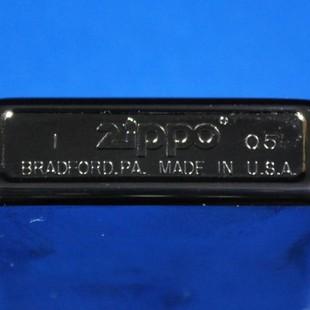 I Zippo® 05
BRADFORD.PA. MADE IN U.S.A.